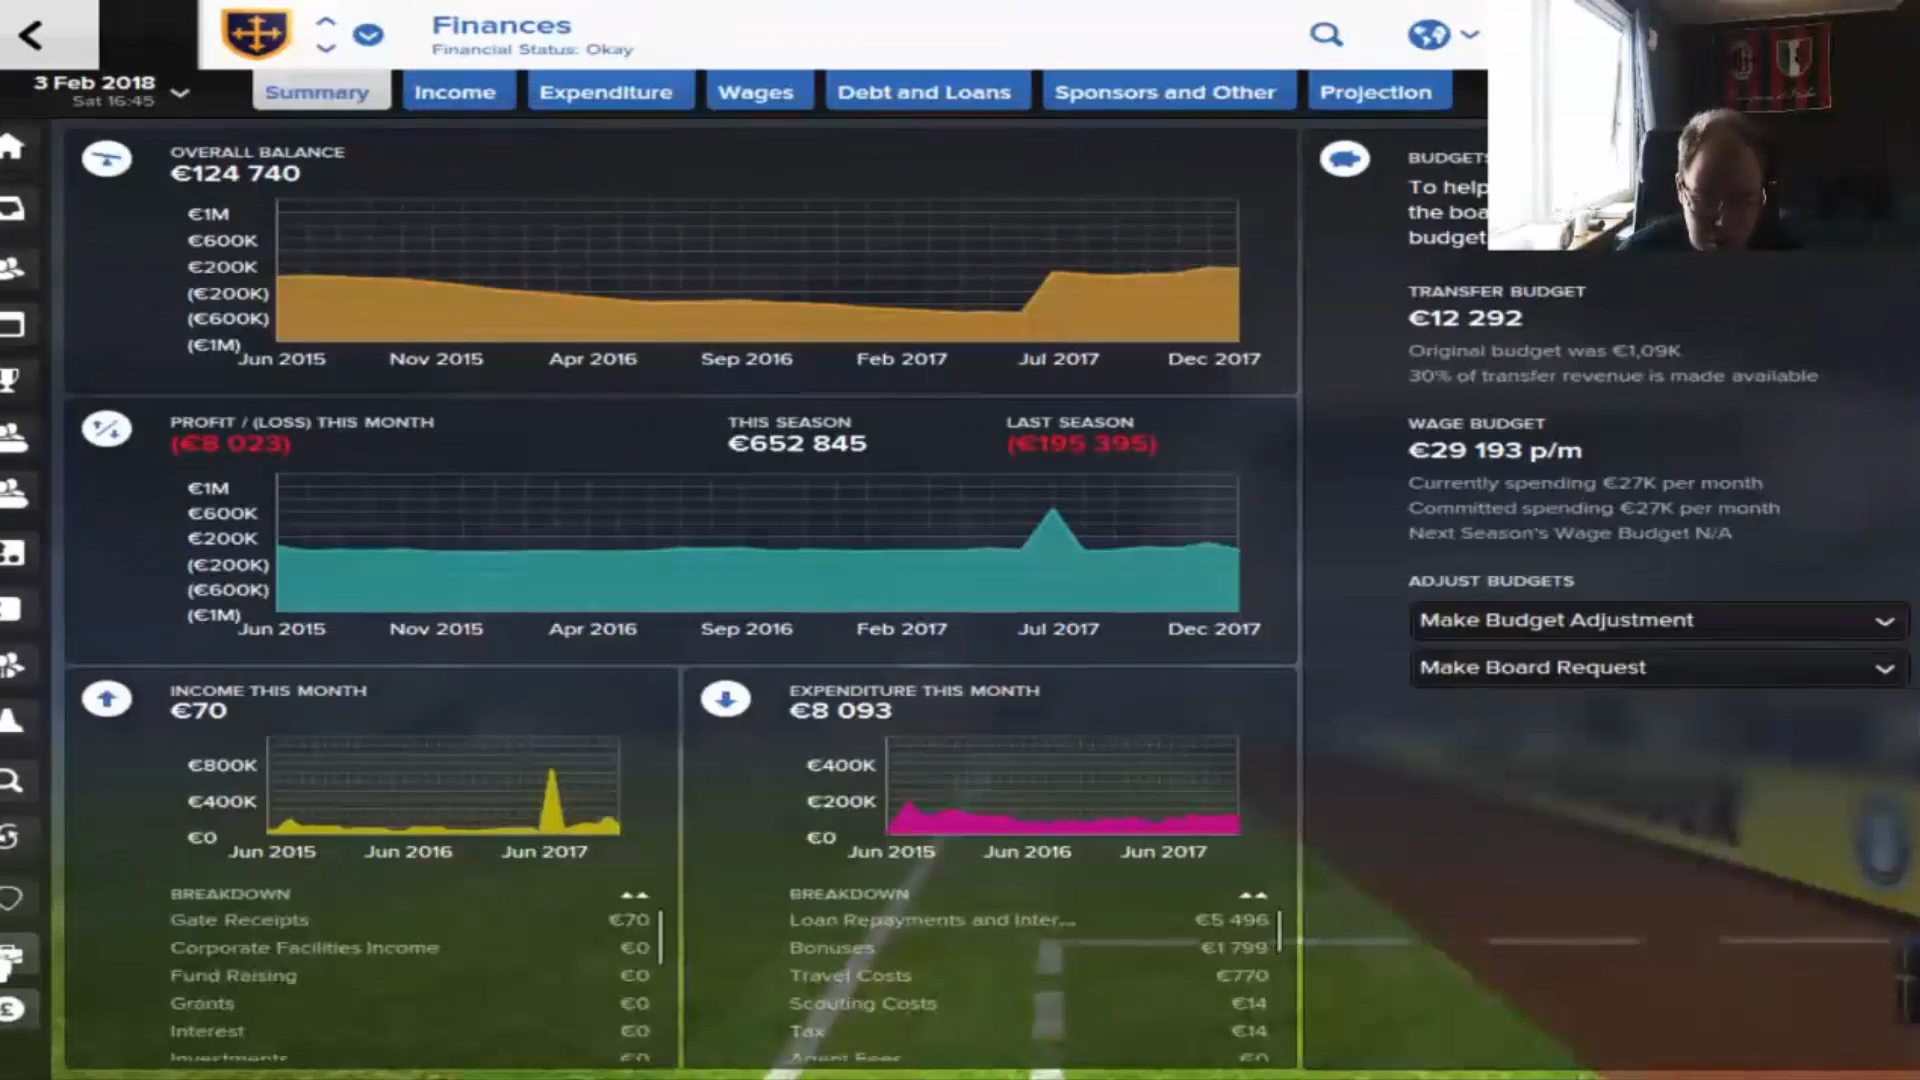 Finances
Financial Status: Okay
3 Feb 2018
Sat 16:45
Summary
Income
Expenditure
Wages
Debt and Loans
Sponsors and Other
Projection
OVERALL BALANCE
€124 740
€1M
€600K
€200K
(€200K)
(€600K)
(€1M)
Jun 2015
Nov 2015
Apr 2016
Sep 2016
Feb 2017
Jul 2017
Dec 2017
PROFIT / (LOSS) THIS MONTH
(€8 023)
THIS SEASON
€652 845
LAST SEASON
(€195 395)
€1M
€600K
€200K
(€200K)
(€600K)
(€1M)
Jun 2015
Nov 2015
Apr 2016
Sep 2016
Feb 2017
Jul 2017
Dec 2017
INCOME THIS MONTH
€70
€800K
€400K
€0
Jun 2015
Jun 2016
Jun 2017
BREAKDOWN
Gate Receipts €70
Corporate Facilities Income €0
Fund Raising €0
Grants €0
Interest €0
Investments €0
EXPENDITURE THIS MONTH
€8 093
€400K
€200K
€0
Jun 2015
Jun 2016
Jun 2017
BREAKDOWN
Loan Repayments and Inter... €5 496
Bonuses €1 799
Travel Costs €770
Scouting Costs €14
Tax €14
Agent Fees €0
BUDGETS
To help
the boa
budget
TRANSFER BUDGET
€12 292
Original budget was €1,09K
30% of transfer revenue is made available
WAGE BUDGET
€29 193 p/m
Currently spending €27K per month
Committed spending €27K per month
Next Season's Wage Budget N/A
ADJUST BUDGETS
Make Budget Adjustment
Make Board Request